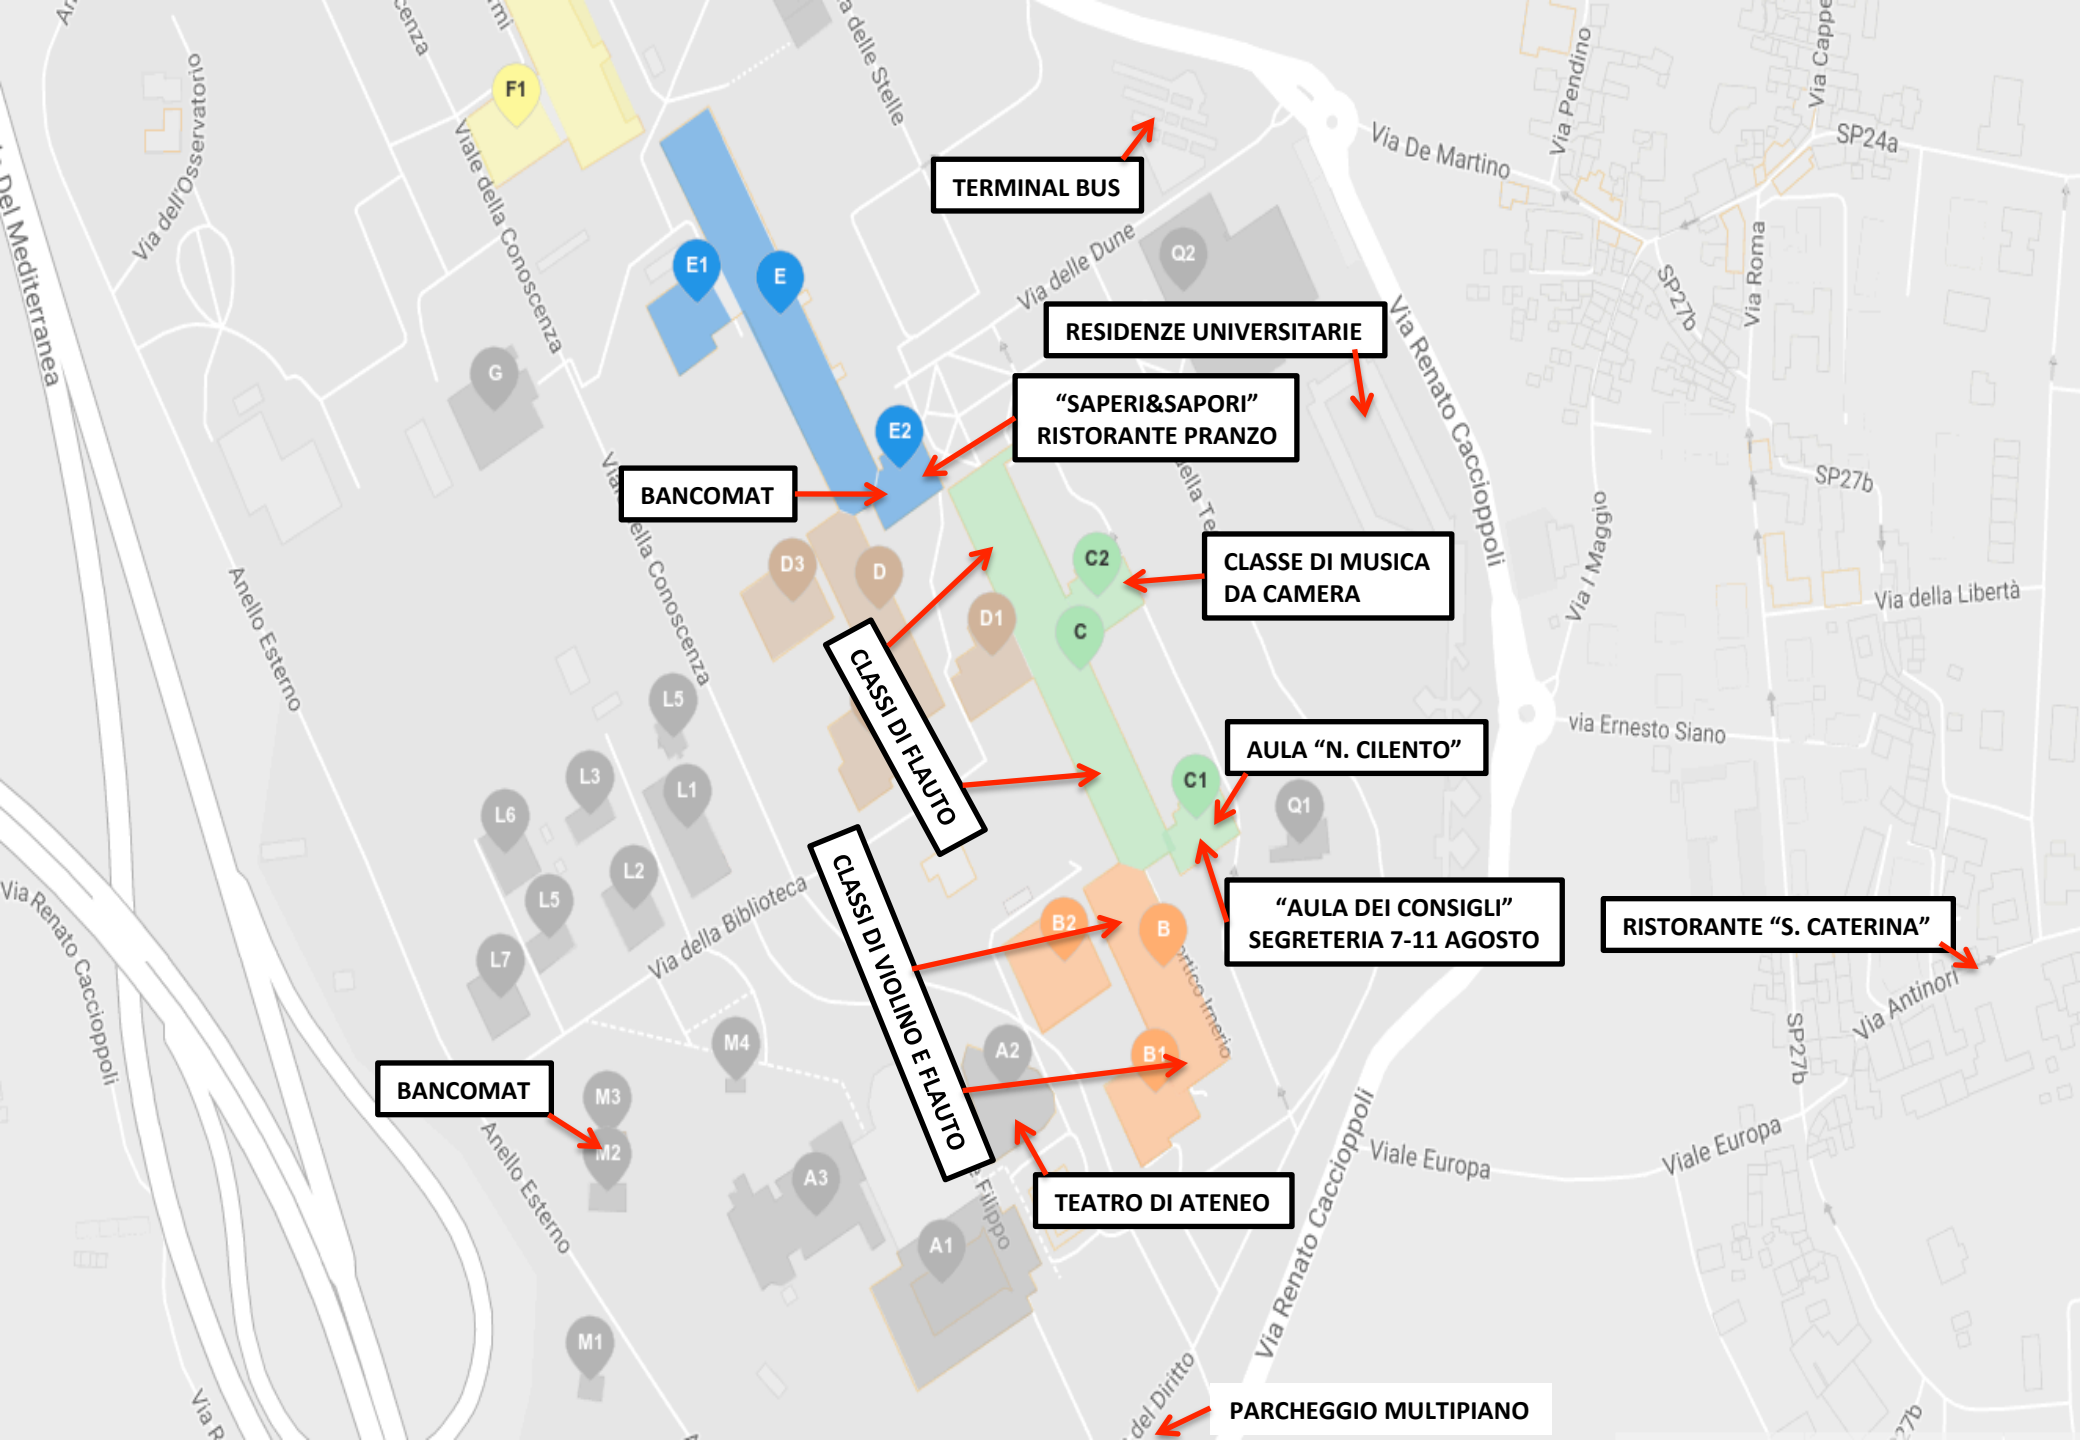 Via dell'Osservatorio
F1
Viale della Conoscenza
delle Stelle
TERMINAL BUS
Via De Martino
Via Pendino
Via Cappe
SP24a
Del Mediterranea
E1
E
Via delle Dune
Q2
SP27b
Via Roma
G
RESIDENZE UNIVERSITARIE
Via Renato Caccioppoli
“SAPERI&SAPORI”
RISTORANTE PRANZO
E2
BANCOMAT
SP27b
Via I Maggio
D3
D
C2
CLASSE DI MUSICA
DA CAMERA
Via della Libertà
Anello Esterno
D1
C
CLASSI DI FLAUTO
L5
via Ernesto Siano
AULA “N. CILENTO”
L3
L1
C1
Q1
L6
L2
L5
Via della Biblioteca
CLASSI DI VIOLINO E FLAUTO
B2
B
“AULA DEI CONSIGLI”
SEGRETERIA 7-11 AGOSTO
RISTORANTE “S. CATERINA”
Via Renato Caccioppoli
L7
Via Antinori
M4
A2
B1
SP27b
BANCOMAT
M3
M2
Anello Esterno
Viale Europa
Viale Europa
A3
Filippo
TEATRO DI ATENEO
A1
Via Renato Caccioppoli
M1
del Diritto
PARCHEGGIO MULTIPIANO